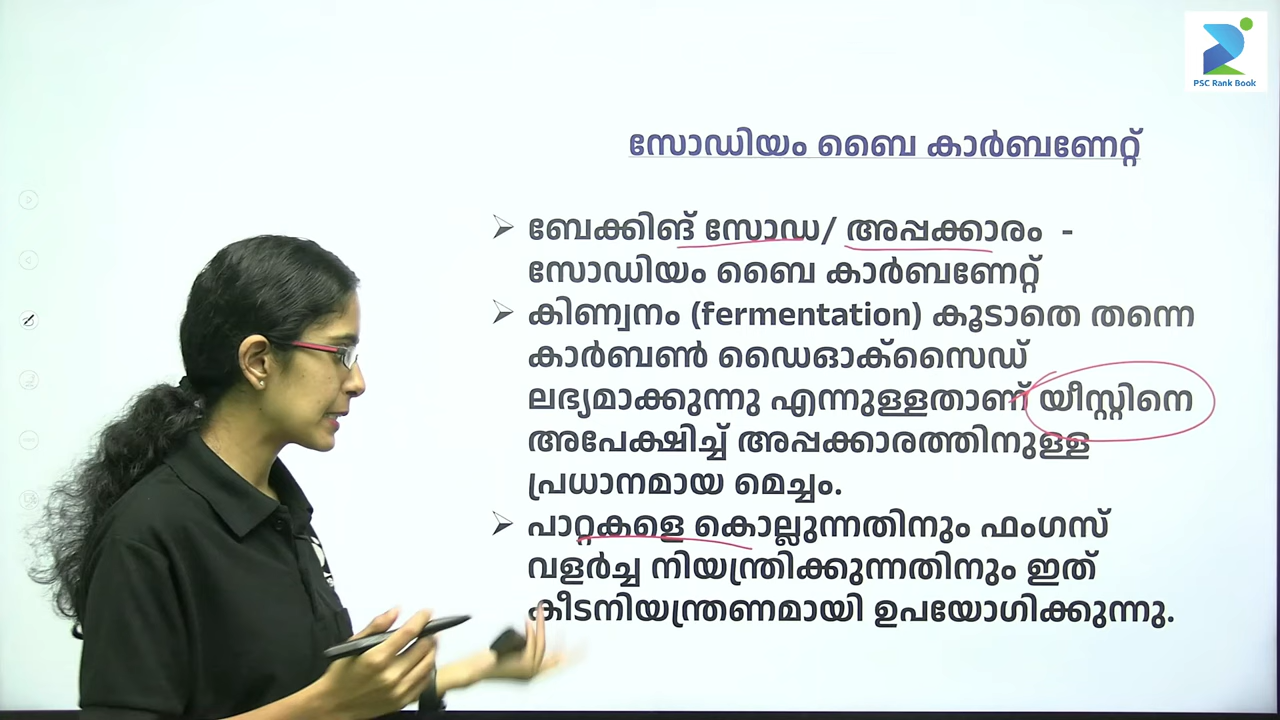 PSC Rank Book
സോഡിയം ബൈ കാർബണേറ്റ്
ബേക്കിങ് സോഡ/ അപ്പക്കാരം -
സോഡിയം ബൈ കാർബണേറ്റ്
കിണ്വനം (fermentation) കൂടാതെ തന്നെ
കാർബൺ ഡൈഓക്സൈഡ്
ലഭ്യമാക്കുന്നു എന്നുള്ളതാണ് യീസ്റ്റിനെ
അപേക്ഷിച്ച് അപ്പക്കാരത്തിനുള്ള
പ്രധാനമായ മെച്ചം.
പാറ്റകളെ കൊല്ലുന്നതിനും ഫംഗസ്
വളർച്ച നിയന്ത്രിക്കുന്നതിനും ഇത്
കീടനിയന്ത്രണമായി ഉപയോഗിക്കുന്നു.